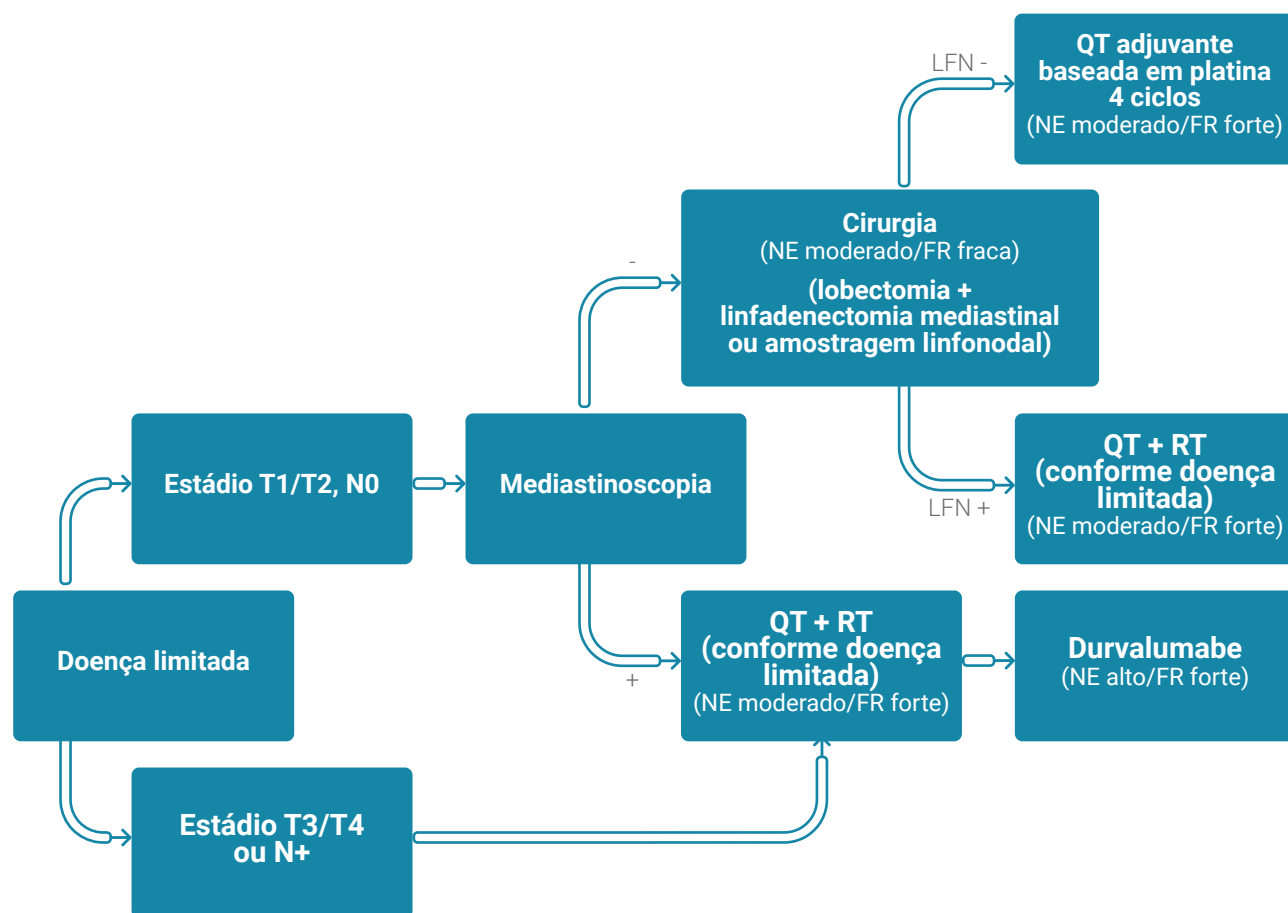 LFN -
QT adjuvante
baseada em platina
4 ciclos
(NE moderado/FR forte)
Cirurgia
(NE moderado/FR fraca)
(lobectomia +
linfadenectomia mediastinal
ou amostragem linfonodal)
-
Estádio T1/T2, N0
Mediastinoscopia
QT + RT
(conforme doença
limitada)
(NE moderado/FR forte)
LFN +
Doença limitada
QT + RT
(conforme doença
limitada)
(NE moderado/FR forte)
+
Durvalumabe
(NE alto/FR forte)
Estádio T3/T4
ou N+